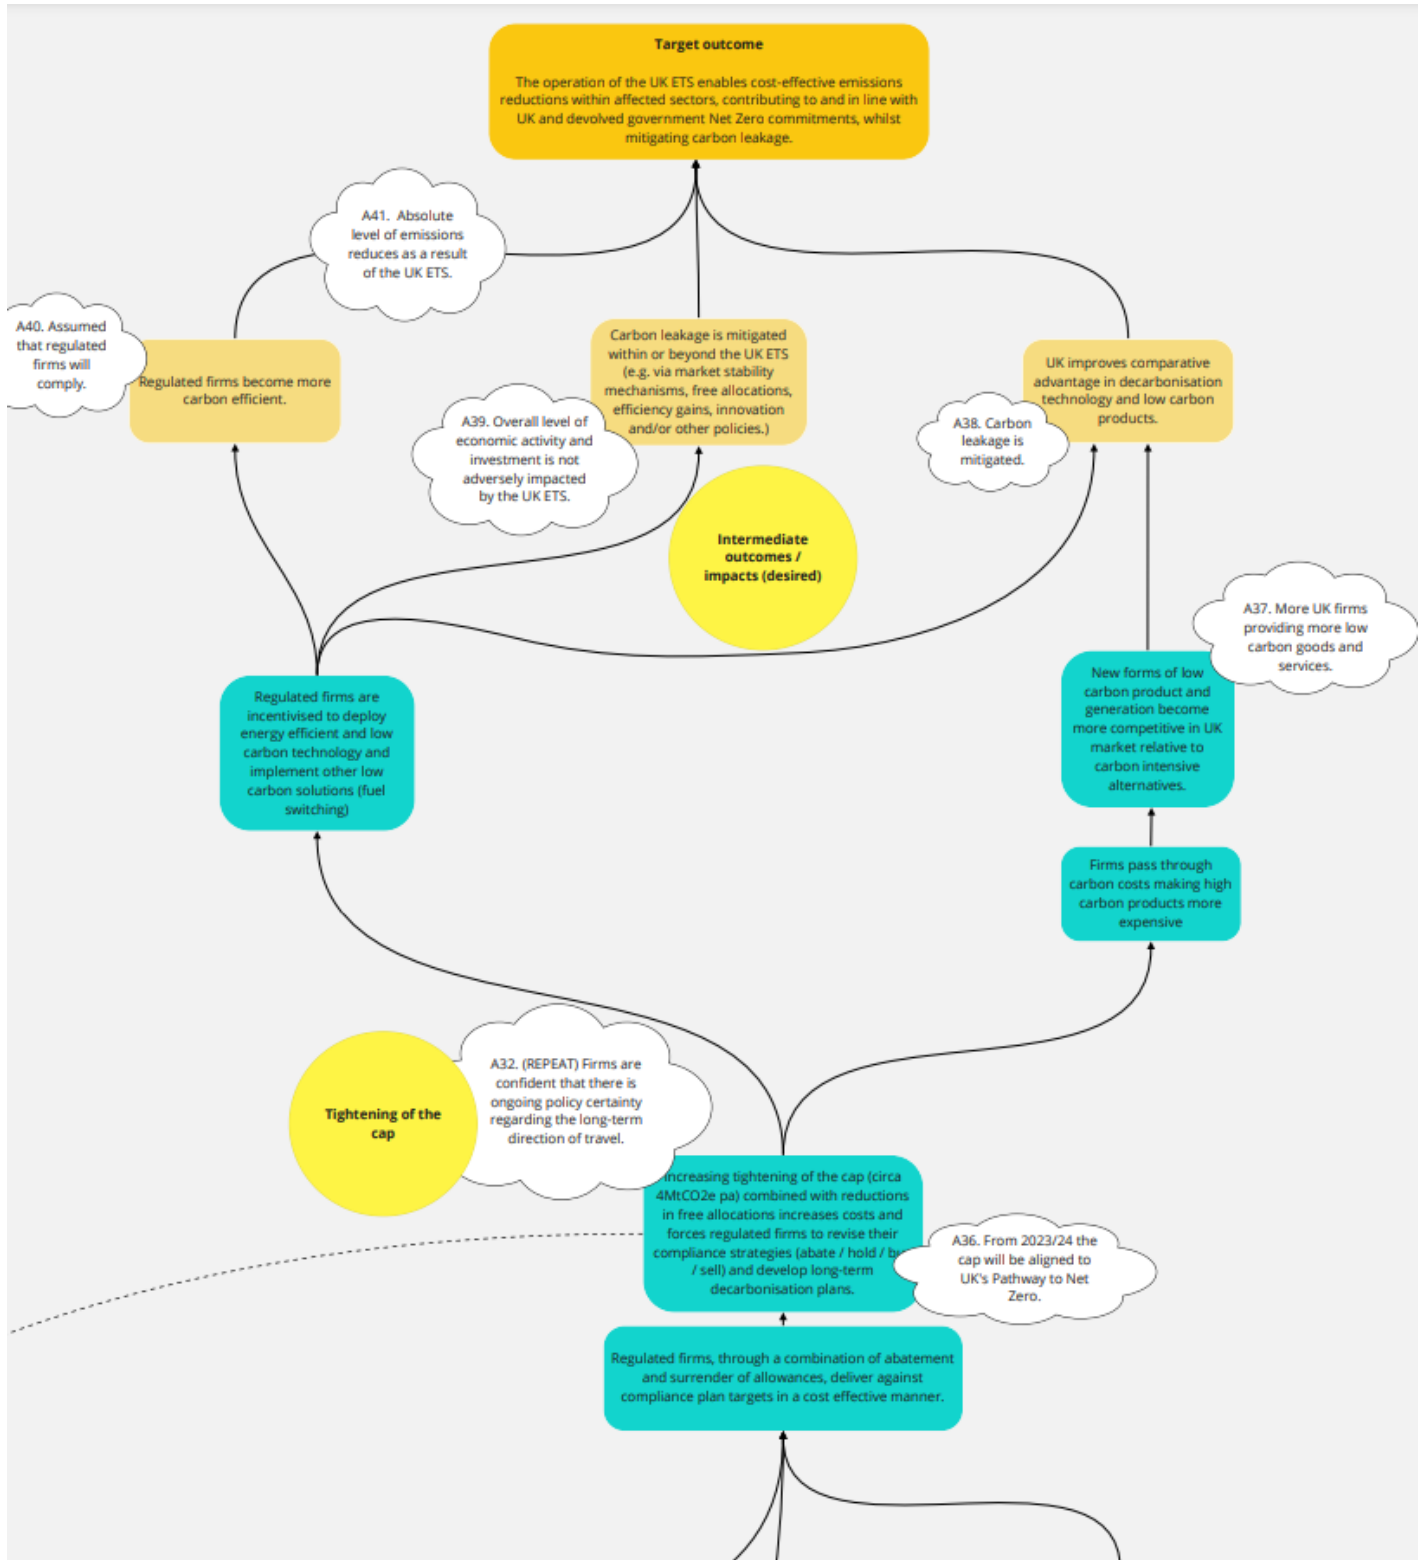 Target outcome
The operation of the UK ETS enables cost-effective emissions
reductions within affected sectors, contributing to and in line with
UK and devolved government Net Zero commitments, whilst
mitigating carbon leakage.
A41. Absolute
level of emissions
reduces as a result
of the UK ETS.
A40. Assumed
that regulated
firms will
comply.
Regulated firms become more
carbon efficient.
Carbon leakage is mitigated
within or beyond the UK ETS
(e.g. via market stability
mechanisms, free allocations,
efficiency gains, innovation
and/or other policies.)
UK improves comparative
advantage in decarbonisation
technology and low carbon
products.
A39. Overall level of
economic activity and
investment is not
adversely impacted
by the UK ETS.
A38. Carbon
leakage is
mitigated.
Intermediate
outcomes /
impacts (desired)
A37. More UK firms
providing more low
carbon goods and
services.
Regulated firms are
incentivised to deploy
energy efficient and low
carbon technology and
implement other low
carbon solutions (fuel
switching)
New forms of low
carbon product and
generation become
more competitive in UK
market relative to
carbon intensive
alternatives.
Firms pass through
carbon costs making high
carbon products more
expensive
Tightening of the
cap
A32. (REPEAT) Firms are
confident that there is
ongoing policy certainty
regarding the long-term
direction of travel.
Increasing tightening of the cap (circa
4MtCO2e pa) combined with reductions
in free allocations increases costs and
forces regulated firms to revise their
compliance strategies (abate / hold /
/ sell) and develop long-term
decarbonisation plans.
A36. From 2023/24 the
cap will be aligned to
UK's Pathway to Net
Zero.
Regulated firms, through a combination of abatement
and surrender of allowances, deliver against
compliance plan targets in a cost effective manner.